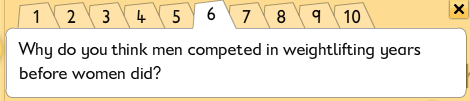 1 2 3 4 5 6 7 8 9 10
Why do you think men competed in weightlifting years
before women did?